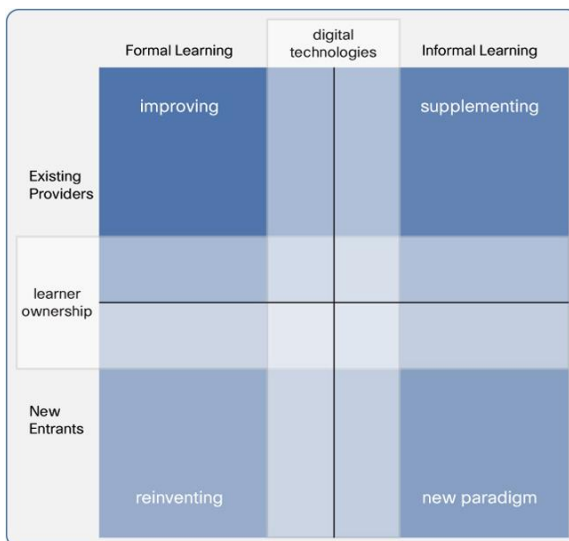 digital
technologies
Formal Learning
Informal Learning
improving
supplementing
Existing
Providers
learner
ownership
New
Entrants
reinventing
new paradigm